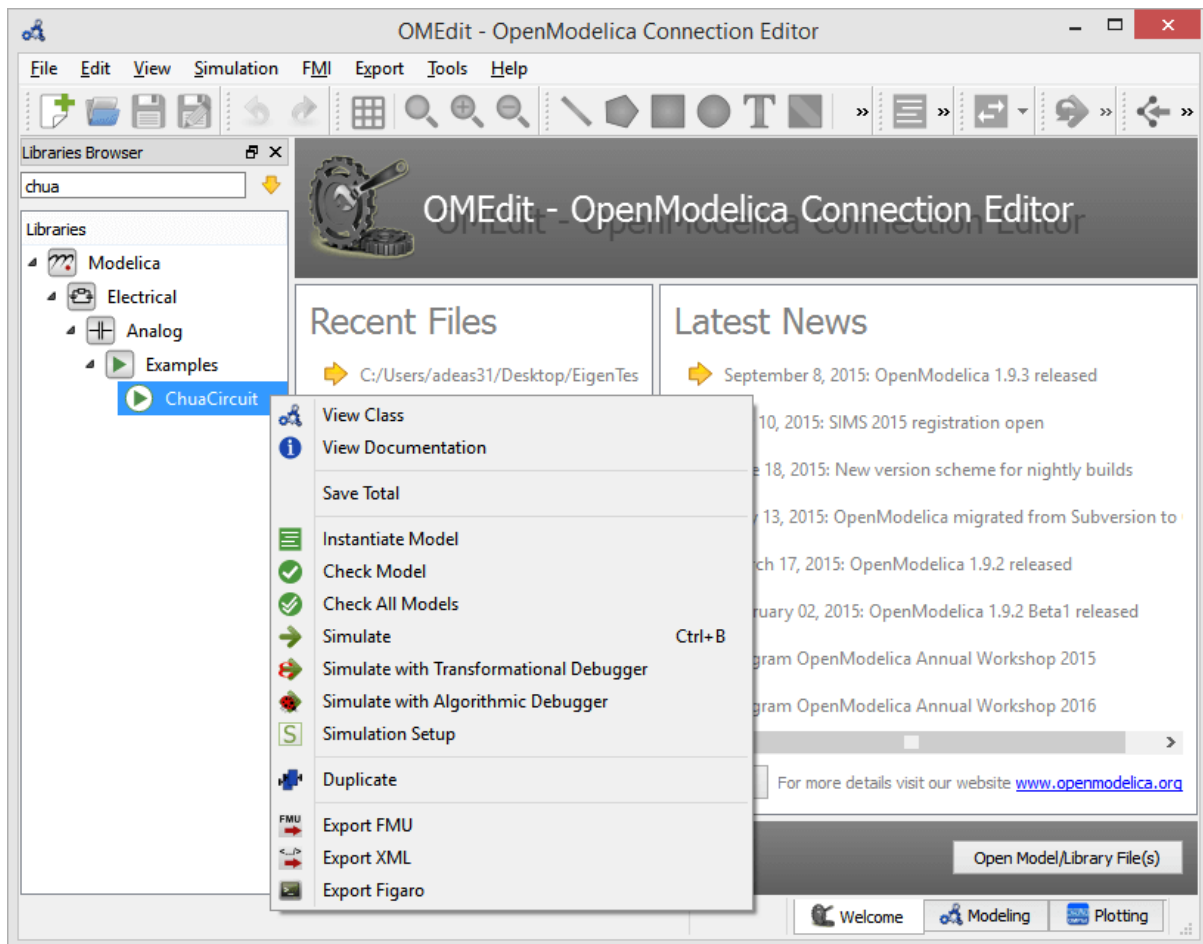 OMEdit - OpenModelica Connection Editor
File Edit View Simulation FMI Export Tools Help
T » » » »
Libraries Browser
chua
Libraries
Modelica
Electrical
Analog
Examples
ChuaCircuit
OMEdit - OpenModelica Connection Editor
Recent Files
C:/Users/adeas31/Desktop/EigenTes
Latest News
September 8, 2015: OpenModelica 1.9.3 released
10, 2015: SIMS 2015 registration open
18, 2015: New version scheme for nightly builds
13, 2015: OpenModelica migrated from Subversion to
ch 17, 2015: OpenModelica 1.9.2 released
ruary 02, 2015: OpenModelica 1.9.2 Beta1 released
gram OpenModelica Annual Workshop 2015
gram OpenModelica Annual Workshop 2016
For more details visit our website www.openmodelica.org
View Class
View Documentation
Save Total
Instantiate Model
Check Model
Check All Models
Simulate Ctrl+B
Simulate with Transformational Debugger
Simulate with Algorithmic Debugger
S Simulation Setup
Duplicate
FMU Export FMU
Export XML
Export Figaro
Open Model/Library File(s)
Welcome Modeling Plotting